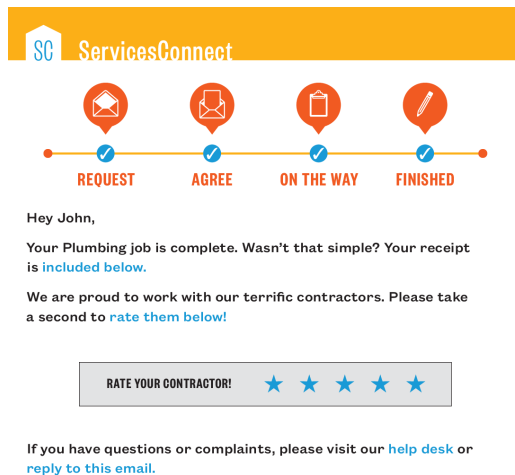 SC ServicesConnect
REQUEST AGREE ON THE WAY FINISHED
Hey John,
Your Plumbing job is complete. Wasn't that simple? Your receipt
is included below.
We are proud to work with our terrific contractors. Please take
a second to rate them below!
RATE YOUR CONTRACTOR!
If you have questions or complaints, please visit our help desk or
reply to this email.